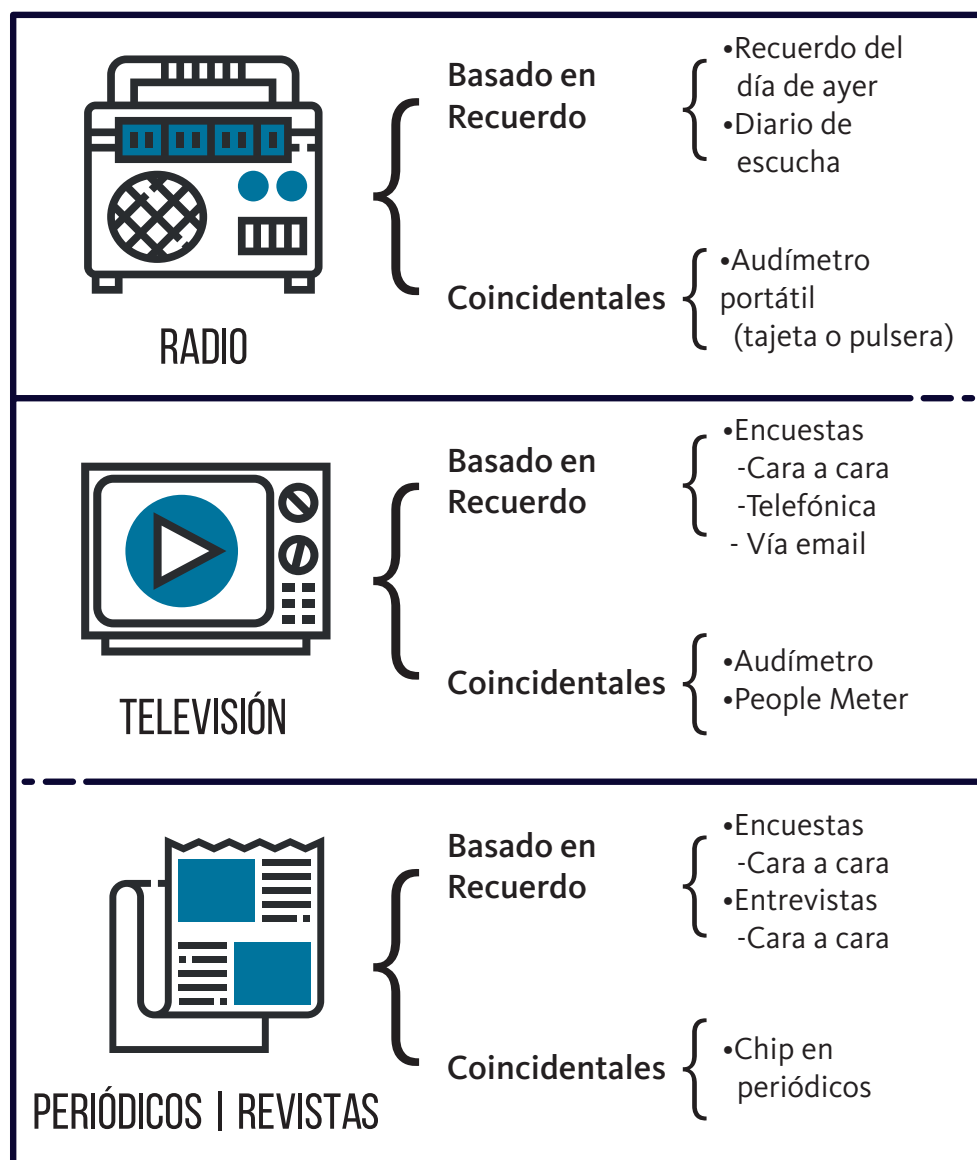 Basado en
Recuerdo
•Recuerdo del
día de ayer
•Diario de
escucha
Coincidentales
•Audímetro
portátil
(tajeta o pulsera)
RADIO
Basado en
Recuerdo
•Encuestas
-Cara a cara
-Telefónica
- Vía email
Coincidentales
•Audímetro
•People Meter
TELEVISIÓN
Basado en
Recuerdo
•Encuestas
-Cara a cara
•Entrevistas
-Cara a cara
Coincidentales
•Chip en
periódicos
PERIÓDICOS | REVISTAS